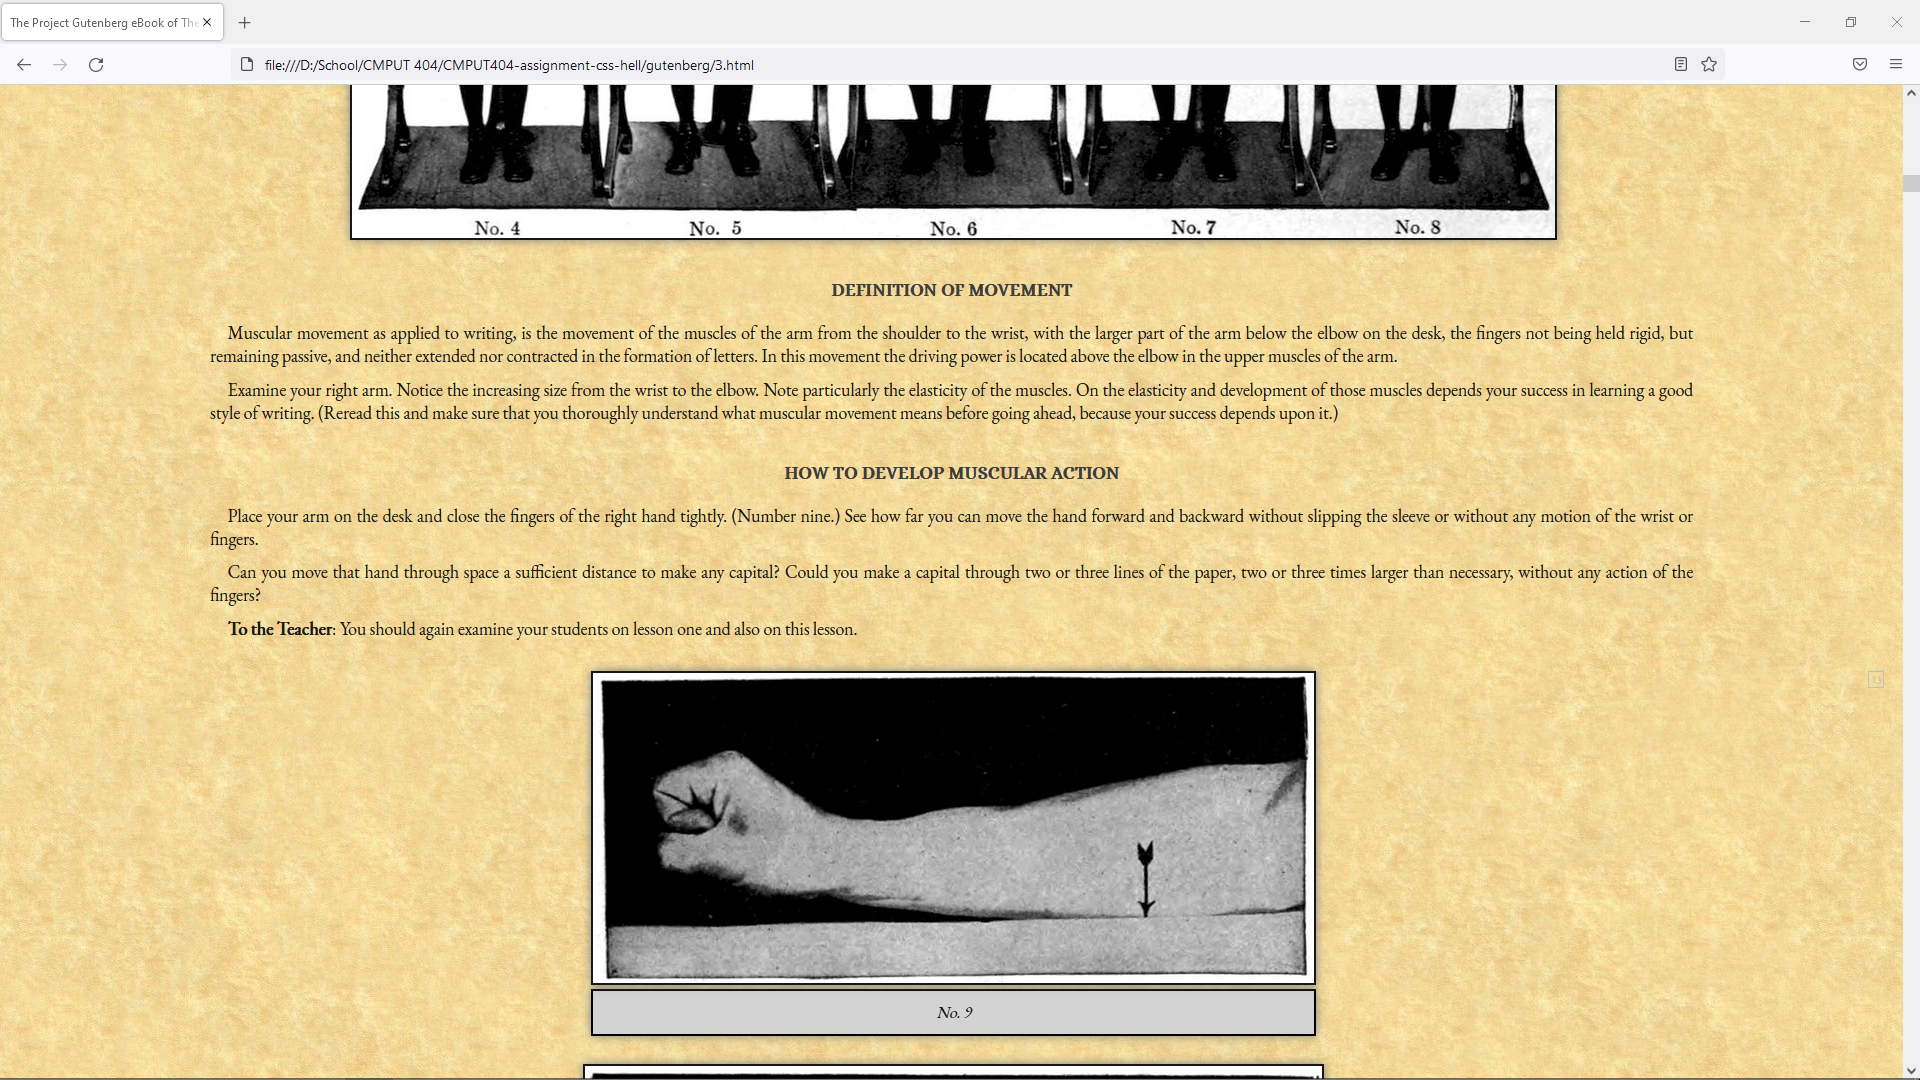 The Project Gutenberg eBook of The
file:///D:/School/CMPUT 404/CMPUT404-assignment-css-hell/gutenberg/3.html
No. 4
No. 5
No. 6
No. 7
No. 8
DEFINITION OF MOVEMENT
Muscular movement as applied to writing, is the movement of the muscles of the arm from the shoulder to the wrist, with the larger part of the arm below the elbow on the desk, the fingers not being held rigid, but
remaining passive, and neither extended nor contracted in the formation of letters. In this movement the driving power is located above the elbow in the upper muscles of the arm.
Examine your right arm. Notice the increasing size from the wrist to the elbow. Note particularly the elasticity of the muscles. On the elasticity and development of those muscles depends your success in learning a good
style of writing. (Reread this and make sure that you thoroughly understand what muscular movement means before going ahead, because your success depends upon it.)
HOW TO DEVELOP MUSCULAR ACTION
Place your arm on the desk and close the fingers of the right hand tightly. (Number nine.) See how far you can move the hand forward and backward without slipping the sleeve or without any motion of the wrist or
fingers.
Can you move that hand through space a sufficient distance to make any capital? Could you make a capital through two or three lines of the paper, two or three times larger than necessary, without any action of the
fingers?
To the Teacher: You should again examine your students on lesson one and also on this lesson.
No. 9